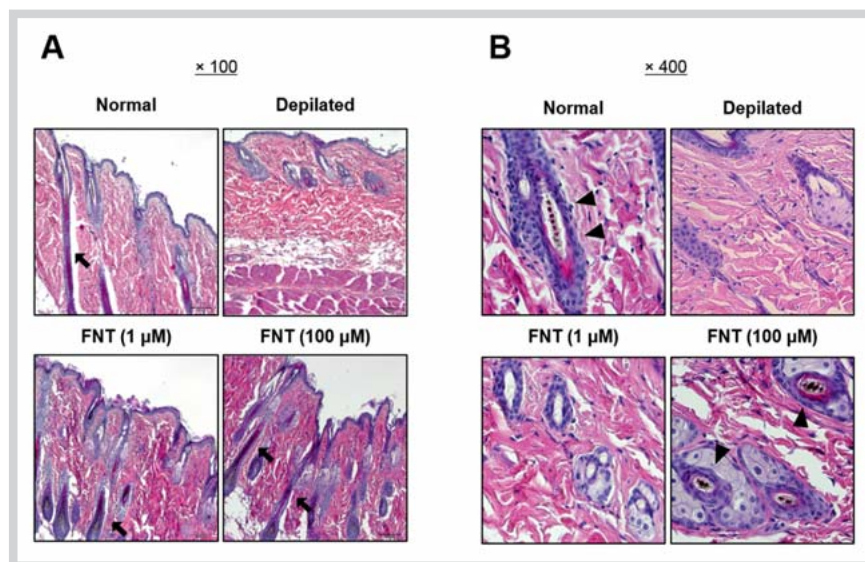 A
× 100
Normal
Depilated
FNT (1 µM)
FNT (100 µM)
B
× 400
Normal
Depilated
FNT (1 µM)
FNT (100 µM)